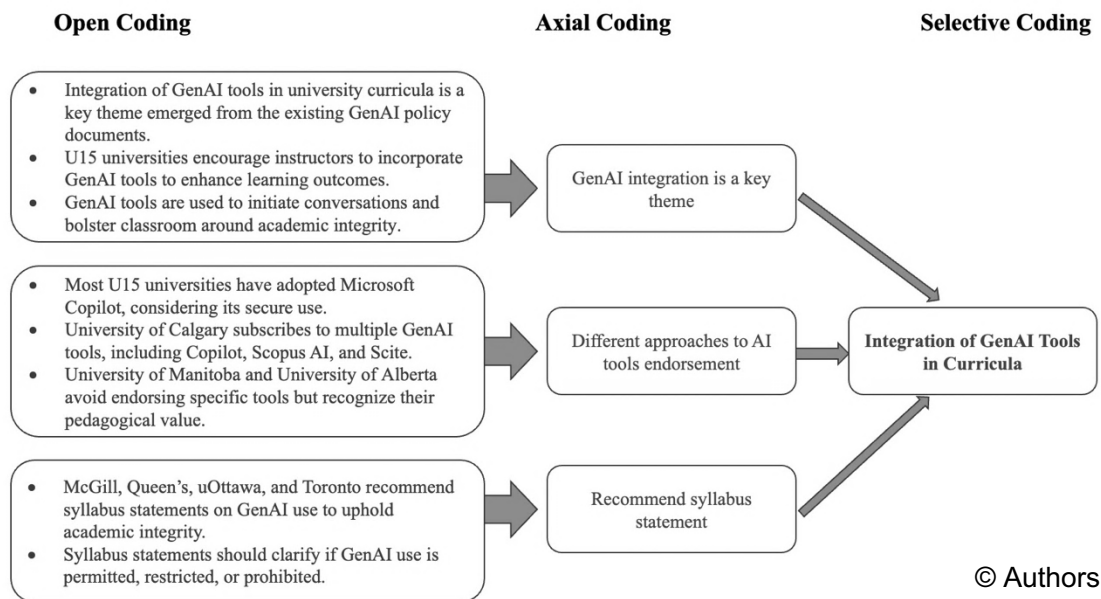 Open Coding
Axial Coding
Selective Coding
• Integration of GenAI tools in university curricula is a
key theme emerged from the existing GenAI policy
documents.
• U15 universities encourage instructors to incorporate
GenAI tools to enhance learning outcomes.
• GenAI tools are used to initiate conversations and
bolster classroom around academic integrity.
GenAI integration is a key
theme
• Most U15 universities have adopted Microsoft
Copilot, considering its secure use.
• University of Calgary subscribes to multiple GenAI
tools, including Copilot, Scopus AI, and Scite.
• University of Manitoba and University of Alberta
avoid endorsing specific tools but recognize their
pedagogical value.
Different approaches to AI
tools endorsement
Integration of GenAI Tools
in Curricula
• McGill, Queen’s, uOttawa, and Toronto recommend
syllabus statements on GenAI use to uphold
academic integrity.
• Syllabus statements should clarify if GenAI use is
permitted, restricted, or prohibited.
Recommend syllabus
statement
© Authors